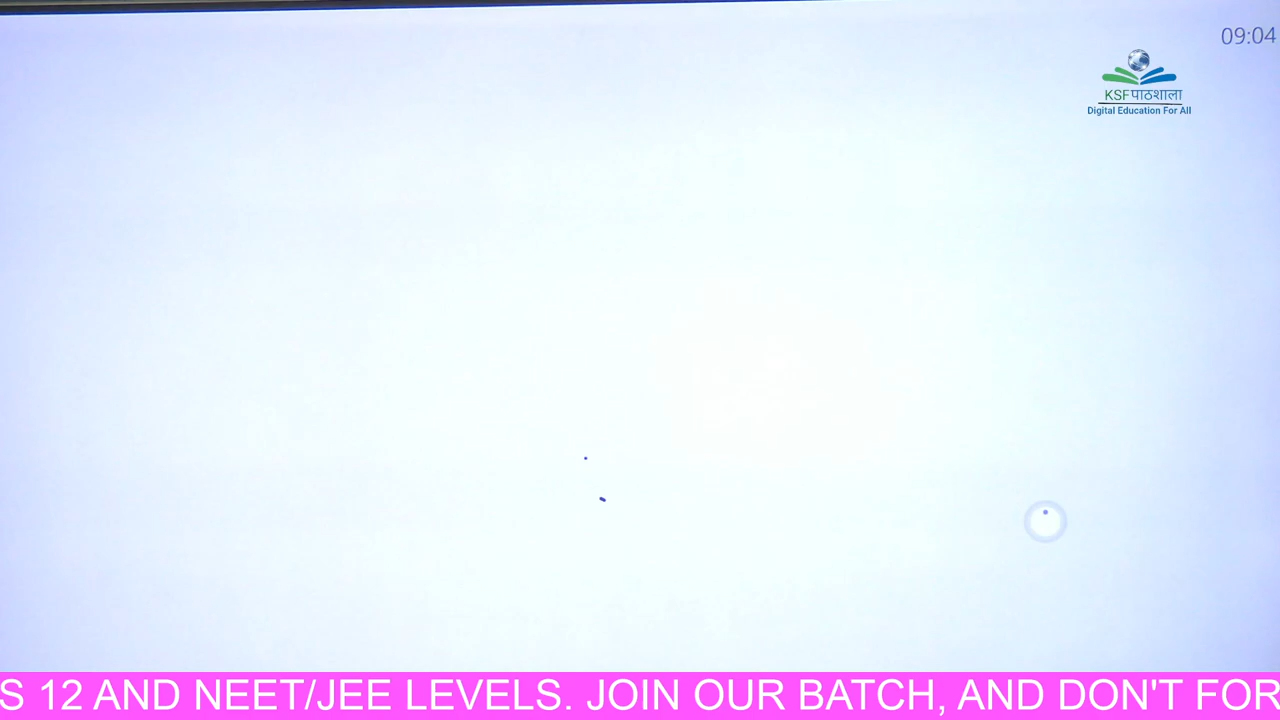 09:04
KSFपाठशाला
Digital Education For All
S 12 AND NEET/JEE LEVELS. JOIN OUR BATCH, AND DON'T FOR